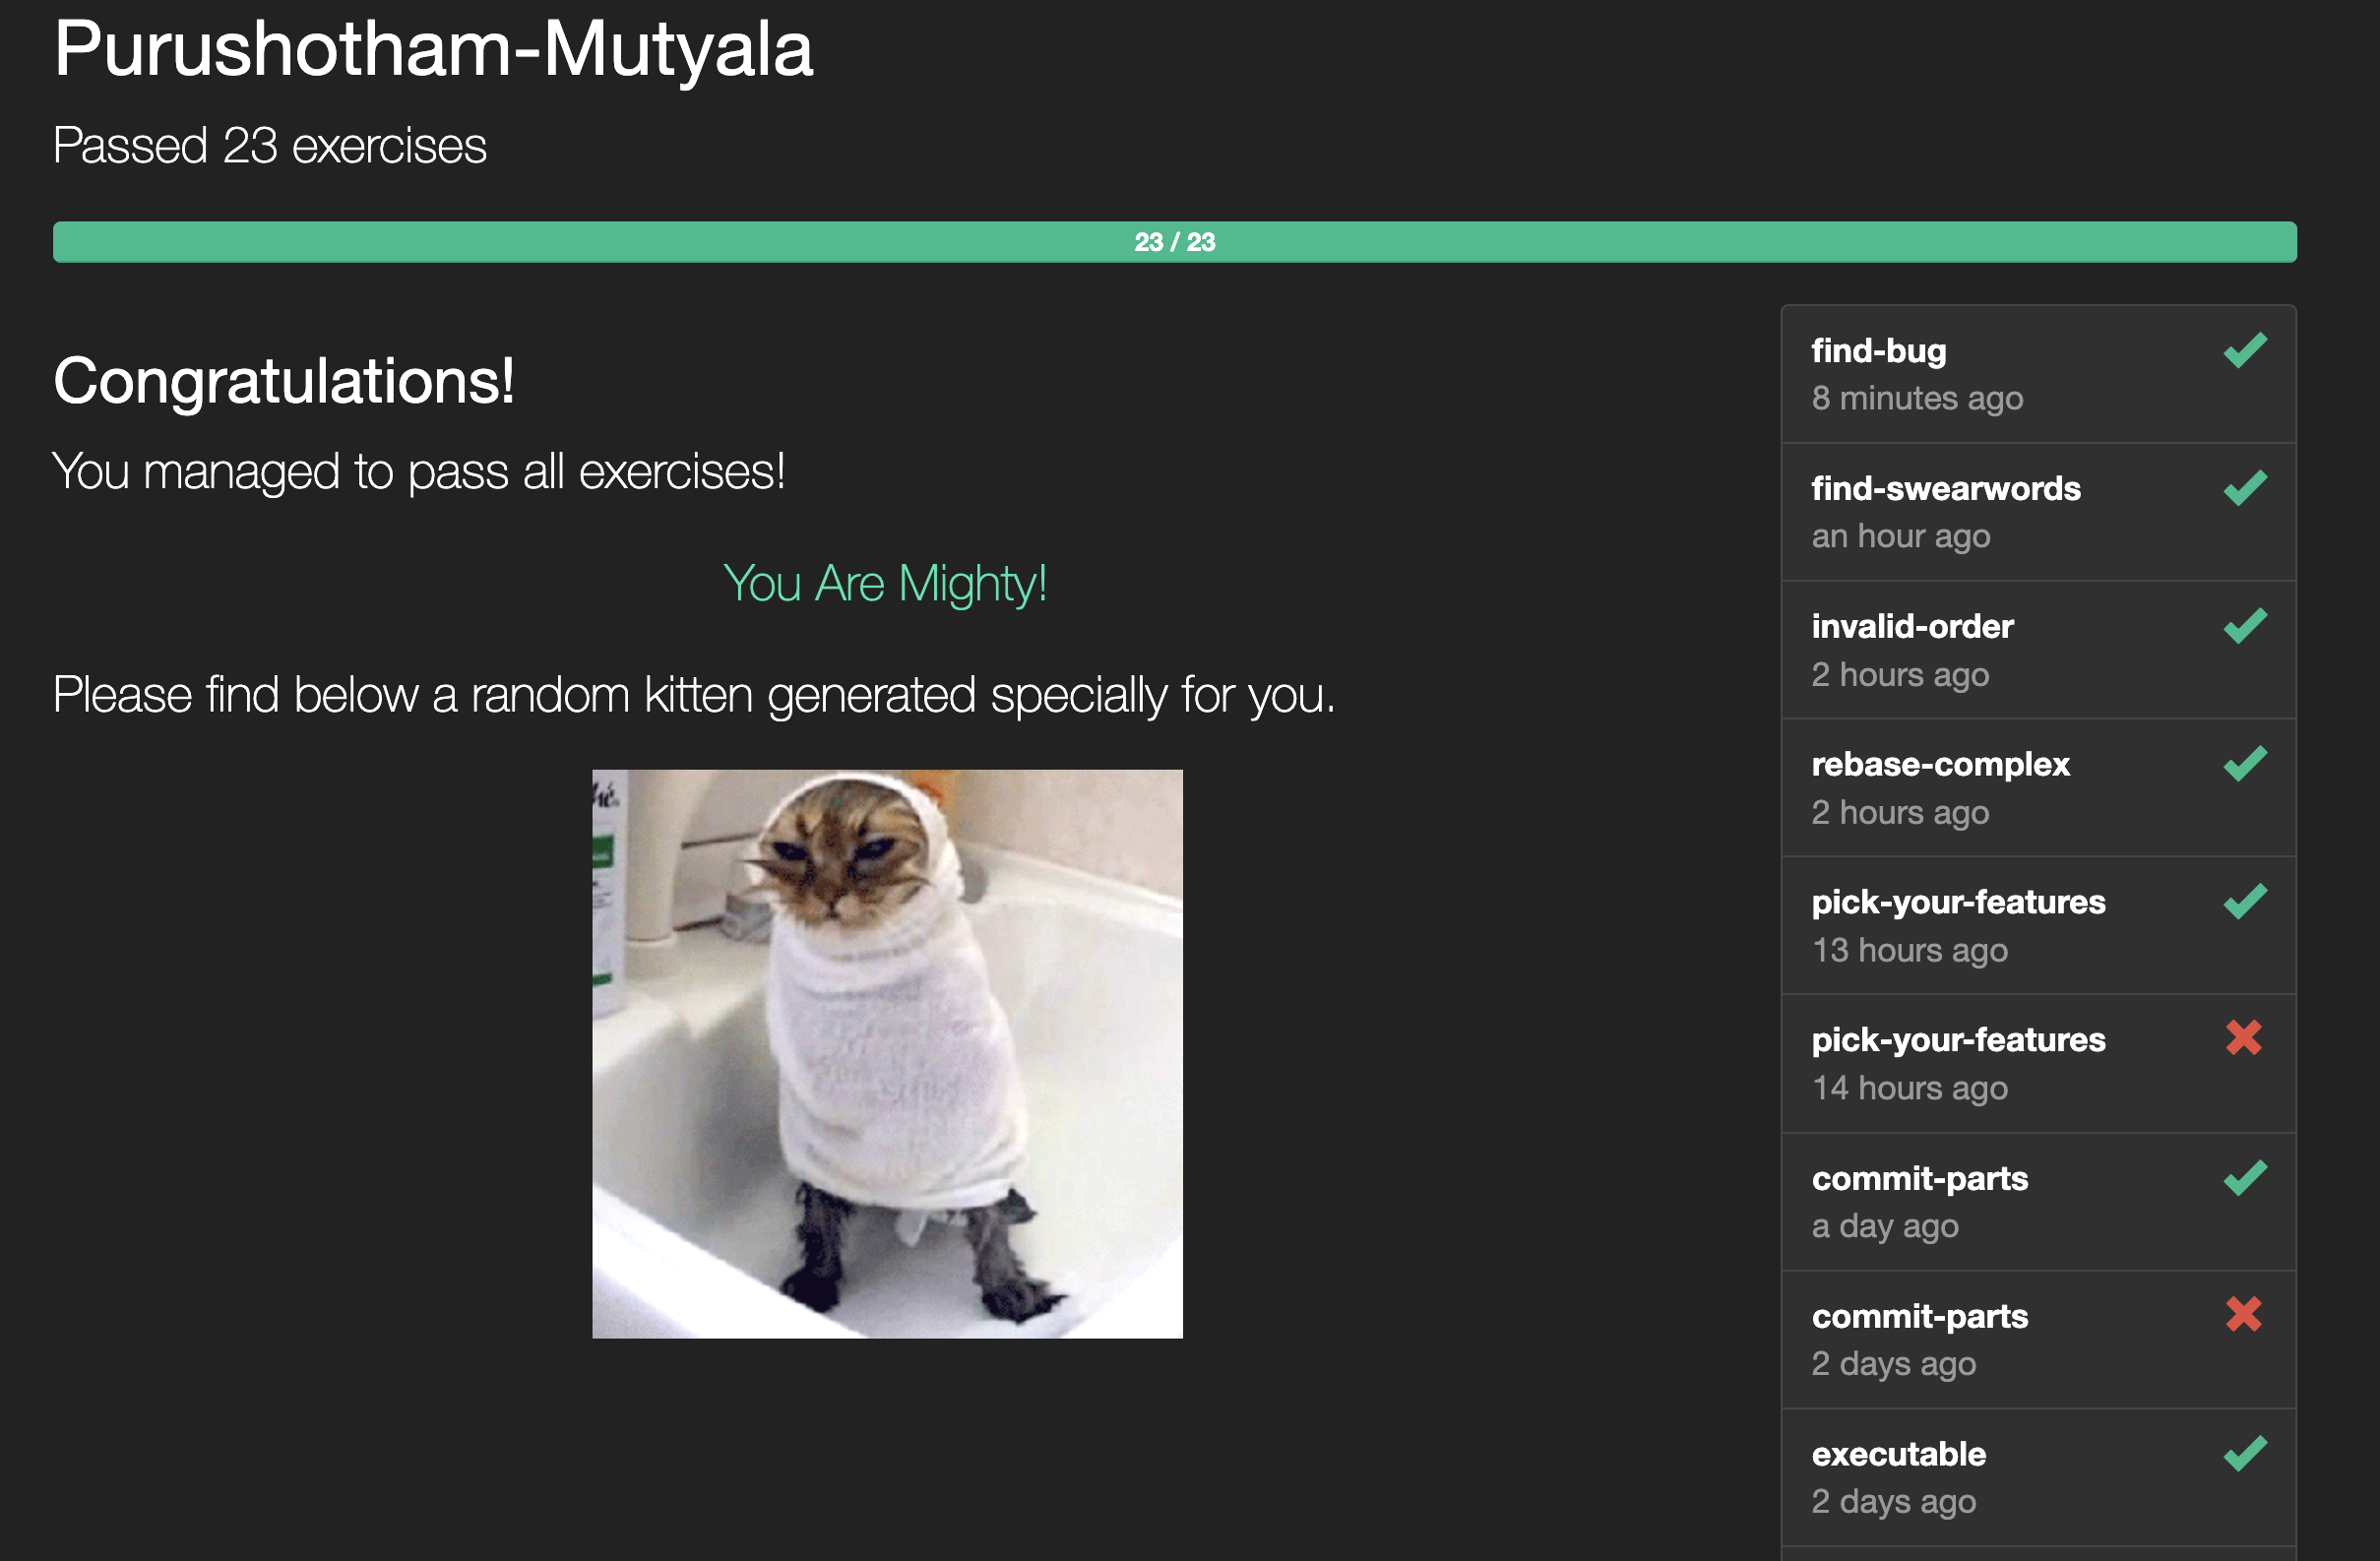 Purushotham-Mutyala
Passed 23 exercises
23 / 23
Congratulations!
You managed to pass all exercises!
You Are Mighty!
Please find below a random kitten generated specially for you.
find-bug
8 minutes ago
find-swearwords
an hour ago
invalid-order
2 hours ago
rebase-complex
2 hours ago
pick-your-features
13 hours ago
pick-your-features
14 hours ago
commit-parts
a day ago
commit-parts
2 days ago
executable
2 days ago